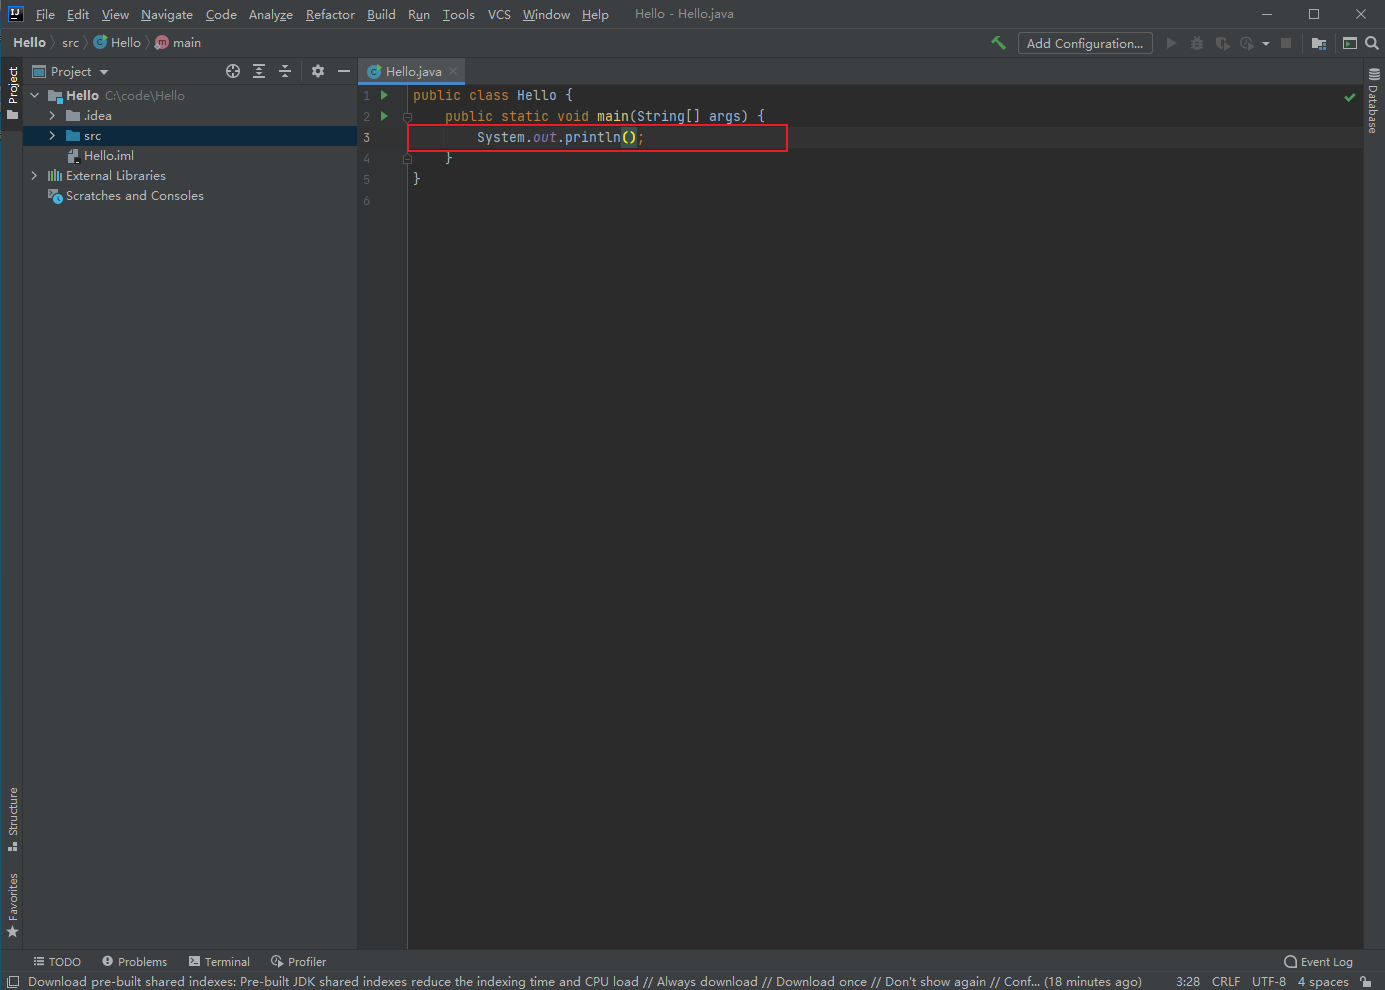 IJ File Edit View Navigate Code Analyze Refactor Build Run Tools VCS Window Help Hello - Hello.java
Hello src C Hello m main Add Configuration...
Project
Project
Hello C:\code\Hello
.idea
src
Hello.iml
External Libraries
Scratches and Consoles
C Hello.java
1 public class Hello {
2 public static void main(String[] args) {
3 System.out.println();
4 }
5 }
6
Database
Structure
Favorites
TODO Problems Terminal Profiler Event Log
Download pre-built shared indexes: Pre-built JDK shared indexes reduce the indexing time and CPU load // Always download // Download once // Don't show again // Conf... (18 minutes ago) 3:28 CRLF UTF-8 4 spaces